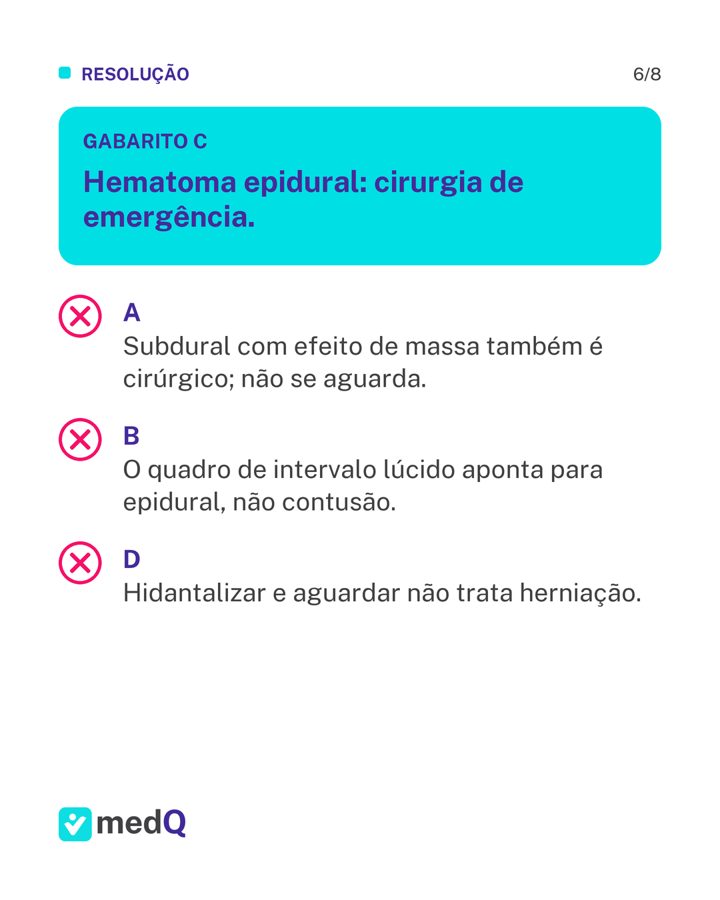 RESOLUÇÃO
6/8
GABARITO C
Hematoma epidural: cirurgia de
emergência.
A
Subdural com efeito de massa também é
cirúrgico; não se aguarda.
B
O quadro de intervalo lúcido aponta para
epidural, não contusão.
D
Hidantalizar e aguardar não trata herniação.
medQ